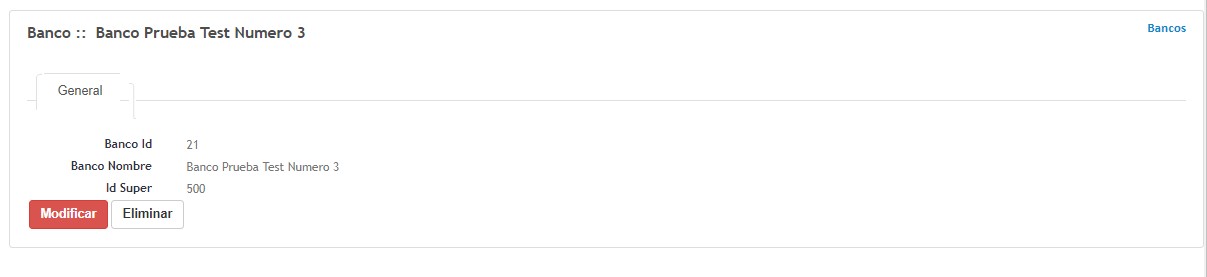 Banco :: Banco Prueba Test Numero 3
Bancos
General
Banco Id 21
Banco Nombre Banco Prueba Test Numero 3
Id Super 500
Modificar Eliminar